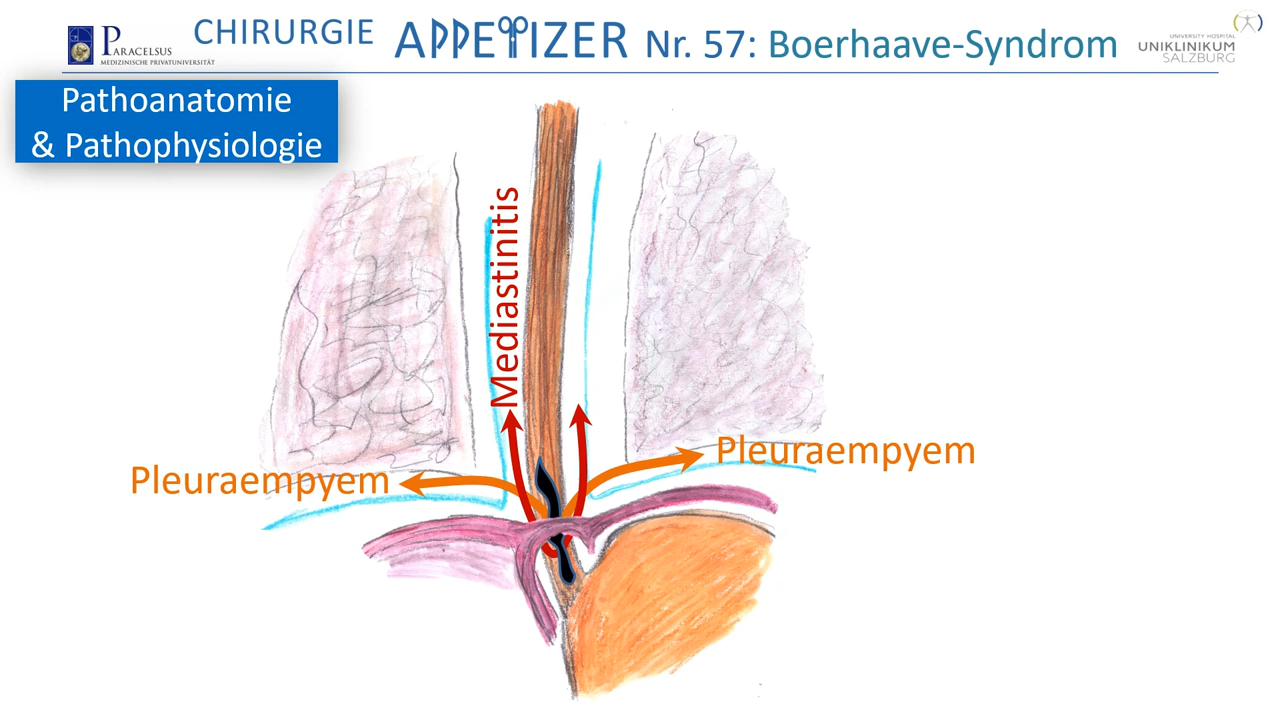 PARACELSUS
MEDIZINISCHE PRIVATUNIVERSITÄT
CHIRURGIE APPETIZER Nr. 57: Boerhaave-Syndrom
UNIVERSITY HOSPITAL
UNIKLINIKUM
SALZBURG
Pathoanatomie
& Pathophysiologie
Mediastinitis
Pleuraempyem
Pleuraempyem